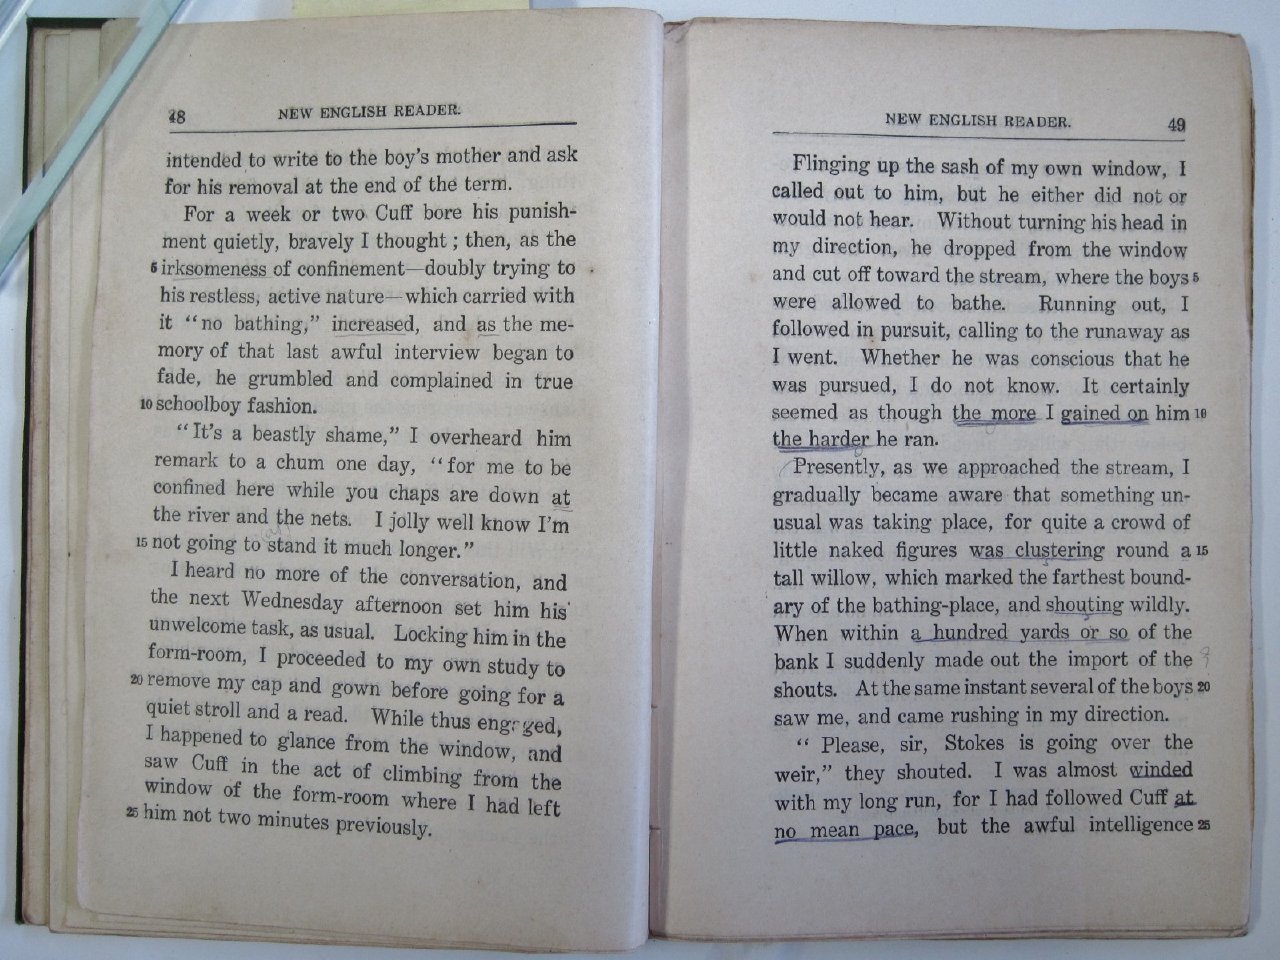 48
NEW ENGLISH READER.
intended to write to the boy's mother and ask
for his removal at the end of the term.
For a week or two Cuff bore his punish-
ment quietly, bravely I thought; then, as the
5 irksomeness of confinement—doubly trying to
his restless, active nature—which carried with
it "no bathing," increased, and as the me-
mory of that last awful interview began to
fade, he grumbled and complained in true
10 schoolboy fashion.
"It's a beastly shame," I overheard him
remark to a chum one day, "for me to be
confined here while you chaps are down at
the river and the nets. I jolly well know I'm
15 not going to stand it much longer."
I heard no more of the conversation, and
the next Wednesday afternoon set him his
unwelcome task, as usual. Locking him in the
form-room, I proceeded to my own study to
20 remove my cap and gown before going for a
quiet stroll and a read. While thus engaged,
I happened to glance from the window, and
saw Cuff in the act of climbing from the
window of the form-room where I had left
25 him not two minutes previously.
NEW ENGLISH READER.
49
Flinging up the sash of my own window, I
called out to him, but he either did not or
would not hear. Without turning his head in
my direction, he dropped from the window
and cut off toward the stream, where the boys 5
were allowed to bathe. Running out, I
followed in pursuit, calling to the runaway as
I went. Whether he was conscious that he
was pursued, I do not know. It certainly
seemed as though the more I gained on him 10
the harder he ran.
Presently, as we approached the stream, I
gradually became aware that something un-
usual was taking place, for quite a crowd of
little naked figures was clustering round a 15
tall willow, which marked the farthest bound-
ary of the bathing-place, and shouting wildly.
When within a hundred yards or so of the
bank I suddenly made out the import of the
shouts. At the same instant several of the boys 20
saw me, and came rushing in my direction.
"Please, sir, Stokes is going over the
weir," they shouted. I was almost winded
with my long run, for I had followed Cuff at
no mean pace, but the awful intelligence 25